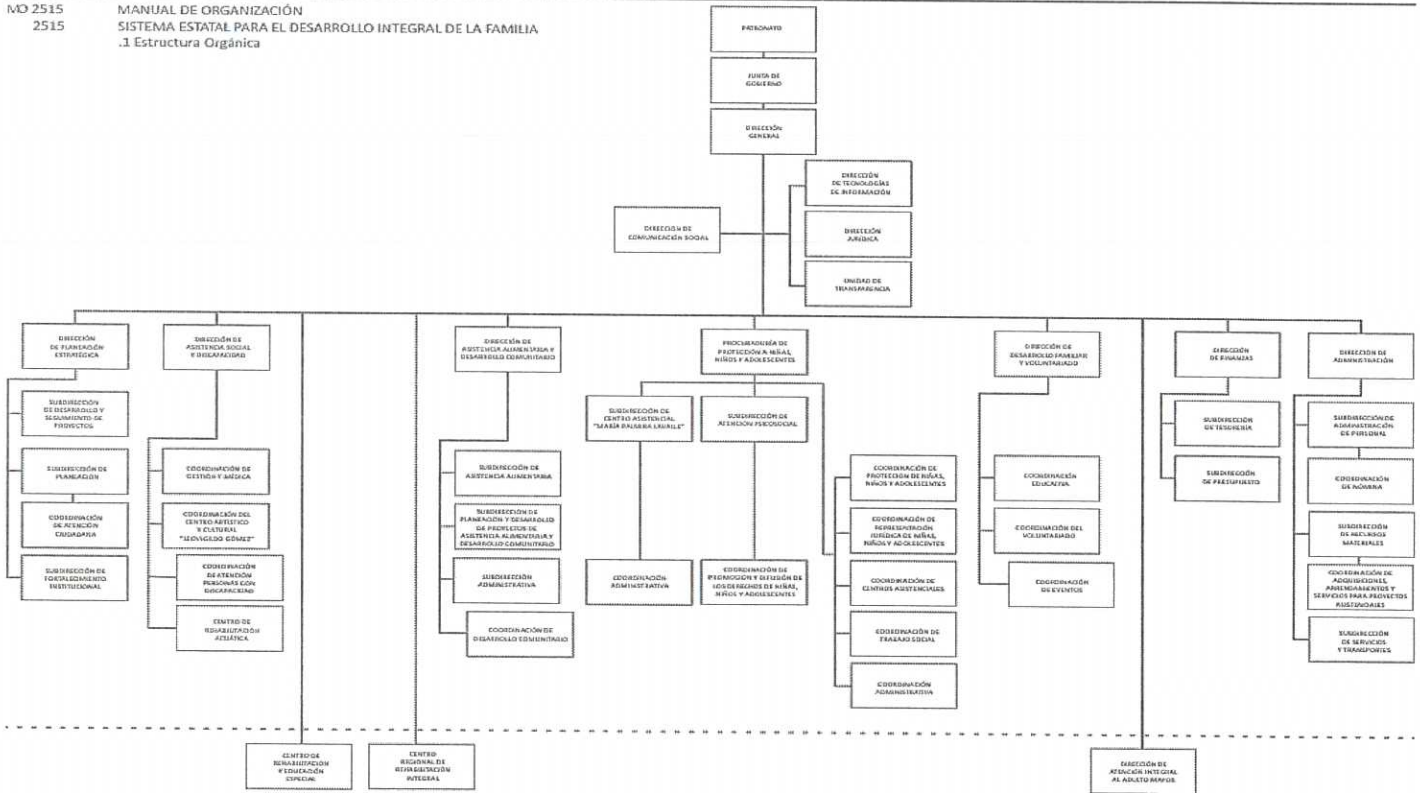 MO 2515 MANUAL DE ORGANIZACIÓN
2515 SISTEMA ESTATAL PARA EL DESARROLLO INTEGRAL DE LA FAMILIA
.1 Estructura Orgánica
PATRONATO
JUNTA DE
GOBIERNO
DIRECCIÓN
GENERAL
DIRECCIÓN
DE TECNOLOGÍAS
DE INFORMACIÓN
DIRECCIÓN DE
COMUNICACIÓN SOCIAL
DIRECCIÓN
JURÍDICA
UNIDAD DE
TRANSPARENCIA
DIRECCIÓN
DE PLANEACIÓN
ESTRATÉGICA
DIRECCIÓN DE
ASISTENCIA SOCIAL
Y DISCAPACIDAD
DIRECCIÓN DE
ASISTENCIA ALIMENTARIA Y
DESARROLLO COMUNITARIO
PROCURADURÍA DE
PROTECCIÓN A NIÑAS,
NIÑOS Y ADOLESCENTES
DIRECCIÓN DE
DESARROLLO FAMILIAR
Y VOLUNTARIADO
DIRECCIÓN
DE FINANZAS
DIRECCIÓN DE
ADMINISTRACIÓN
SUBDIRECCIÓN
DE DESARROLLO Y
SEGUIMIENTO DE
PROYECTOS
SUBDIRECCIÓN DE
PLANEACIÓN
COORDINACIÓN
DE ATENCIÓN
CIUDADANA
SUBDIRECCIÓN DE
FORTALECIMIENTO
INSTITUCIONAL
COORDINACIÓN DE
GESTIÓN Y MÉDICA
COORDINACIÓN DEL
CENTRO ARTÍSTICO
Y CULTURAL
"LEOVIGILDO GÓMEZ"
COORDINACIÓN
DE ATENCIÓN
PERSONAS CON
DISCAPACIDAD
CENTRO DE
REHABILITACIÓN
ACUÁTICA
SUBDIRECCIÓN DE
ASISTENCIA ALIMENTARIA
SUBDIRECCIÓN DE
PLANEACIÓN Y DESARROLLO
DE PROYECTOS DE
ASISTENCIA ALIMENTARIA Y
DESARROLLO COMUNITARIO
SUBDIRECCIÓN
ADMINISTRATIVA
COORDINACIÓN DE
DESARROLLO COMUNITARIO
SUBDIRECCIÓN DE
CENTRO ASISTENCIAL
"MARÍA PALMIRA LAVALLE"
SUBDIRECCIÓN DE
ATENCIÓN PSICOSOCIAL
COORDINACIÓN
ADMINISTRATIVA
COORDINACIÓN DE
PROMOCIÓN Y DIFUSIÓN DE
LOS DERECHOS DE NIÑAS,
NIÑOS Y ADOLESCENTES
COORDINACIÓN DE
PROTECCIÓN DE NIÑAS,
NIÑOS Y ADOLESCENTES
COORDINACIÓN DE
REPRESENTACIÓN
JURÍDICA DE NIÑAS,
NIÑOS Y ADOLESCENTES
COORDINACIÓN DE
CENTROS ASISTENCIALES
COORDINACIÓN DE
TRABAJO SOCIAL
COORDINACIÓN
ADMINISTRATIVA
COORDINACIÓN
EDUCATIVA
COORDINACIÓN DEL
VOLUNTARIADO
COORDINACIÓN
DE EVENTOS
SUBDIRECCIÓN
DE TESORERÍA
SUBDIRECCIÓN
DE PRESUPUESTO
SUBDIRECCIÓN DE
ADMINISTRACIÓN
DE PERSONAL
COORDINACIÓN
DE NÓMINA
SUBDIRECCIÓN
DE RECURSOS
MATERIALES
COORDINACIÓN DE
ADQUISICIONES,
ARRENDAMIENTOS Y
SERVICIOS PARA PROYECTOS
ASISTENCIALES
SUBDIRECCIÓN
DE SERVICIOS
Y TRANSPORTES
CENTRO DE
REHABILITACIÓN
Y EDUCACIÓN
ESPECIAL
CENTRO
REGIONAL DE
REHABILITACIÓN
INTEGRAL
DIRECCIÓN DE
ATENCIÓN INTEGRAL
AL ADULTO MAYOR